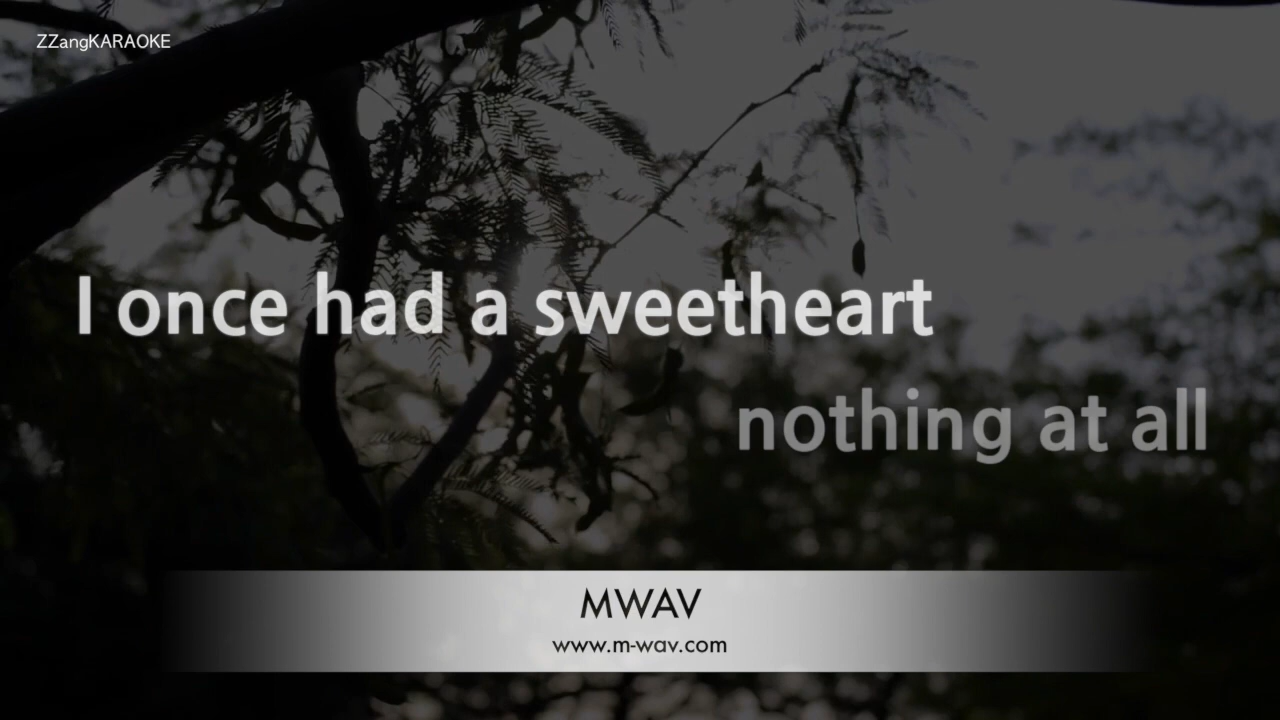 ZZangKARAOKE
I once had a sweetheart
nothing at all
MWAV
www.m-wav.com